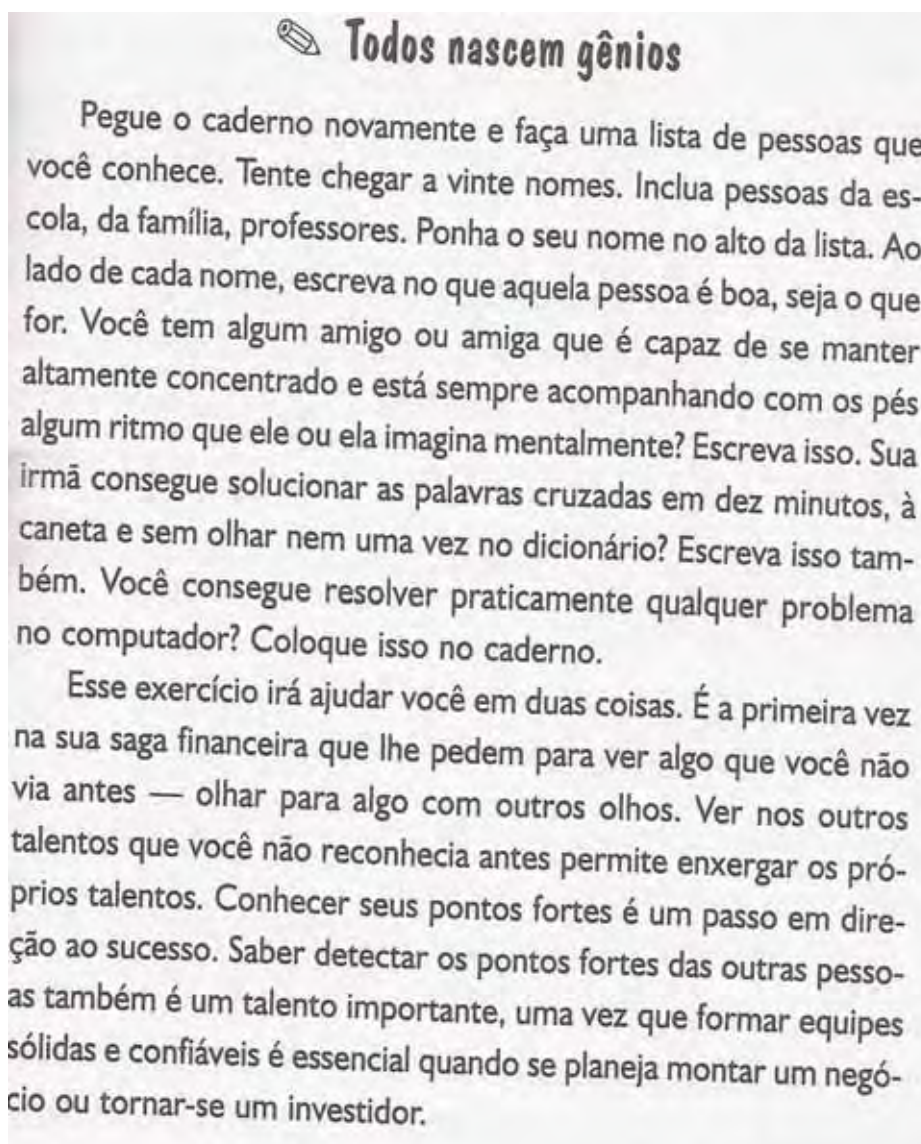 Todos nascem gênios
Pegue o caderno novamente e faça uma lista de pessoas que
você conhece. Tente chegar a vinte nomes. Inclua pessoas da es-
cola, da família, professores. Ponha o seu nome no alto da lista. Ao
lado de cada nome, escreva no que aquela pessoa é boa, seja o que
for. Você tem algum amigo ou amiga que é capaz de se manter
altamente concentrado e está sempre acompanhando com os pés
algum ritmo que ele ou ela imagina mentalmente? Escreva isso. Sua
irmã consegue solucionar as palavras cruzadas em dez minutos, à
caneta e sem olhar nem uma vez no dicionário? Escreva isso tam-
bém. Você consegue resolver praticamente qualquer problema
no computador? Coloque isso no caderno.
Esse exercício irá ajudar você em duas coisas. É a primeira vez
na sua saga financeira que lhe pedem para ver algo que você não
via antes — olhar para algo com outros olhos. Ver nos outros
talentos que você não reconhecia antes permite enxergar os pró-
prios talentos. Conhecer seus pontos fortes é um passo em dire-
ção ao sucesso. Saber detectar os pontos fortes das outras pesso-
as também é um talento importante, uma vez que formar equipes
sólidas e confiáveis é essencial quando se planeja montar um negó-
cio ou tornar-se um investidor.